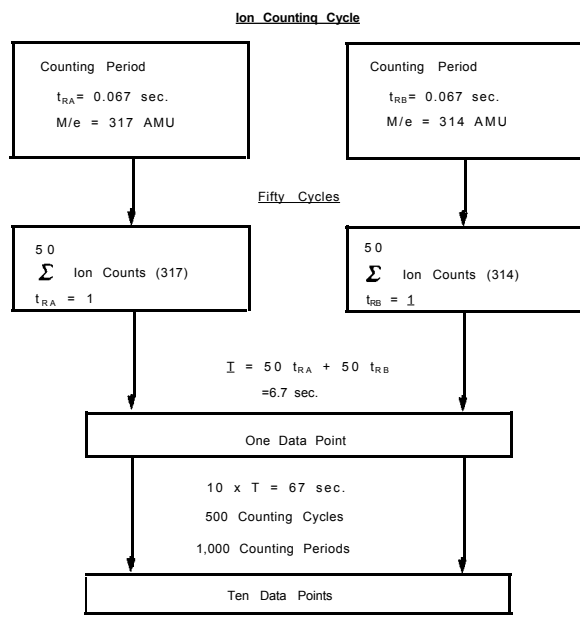 Ion Counting Cycle
Counting Period
tRA= 0.067 sec.
M/e = 317 AMU
Counting Period
tRB= 0.067 sec.
M/e = 314 AMU
Fifty Cycles
50
Σ Ion Counts (317)
tRA = 1
50
Σ Ion Counts (314)
tRB = 1
T = 50 tRA + 50 tRB
=6.7 sec.
One Data Point
10 x T = 67 sec.
500 Counting Cycles
1,000 Counting Periods
Ten Data Points